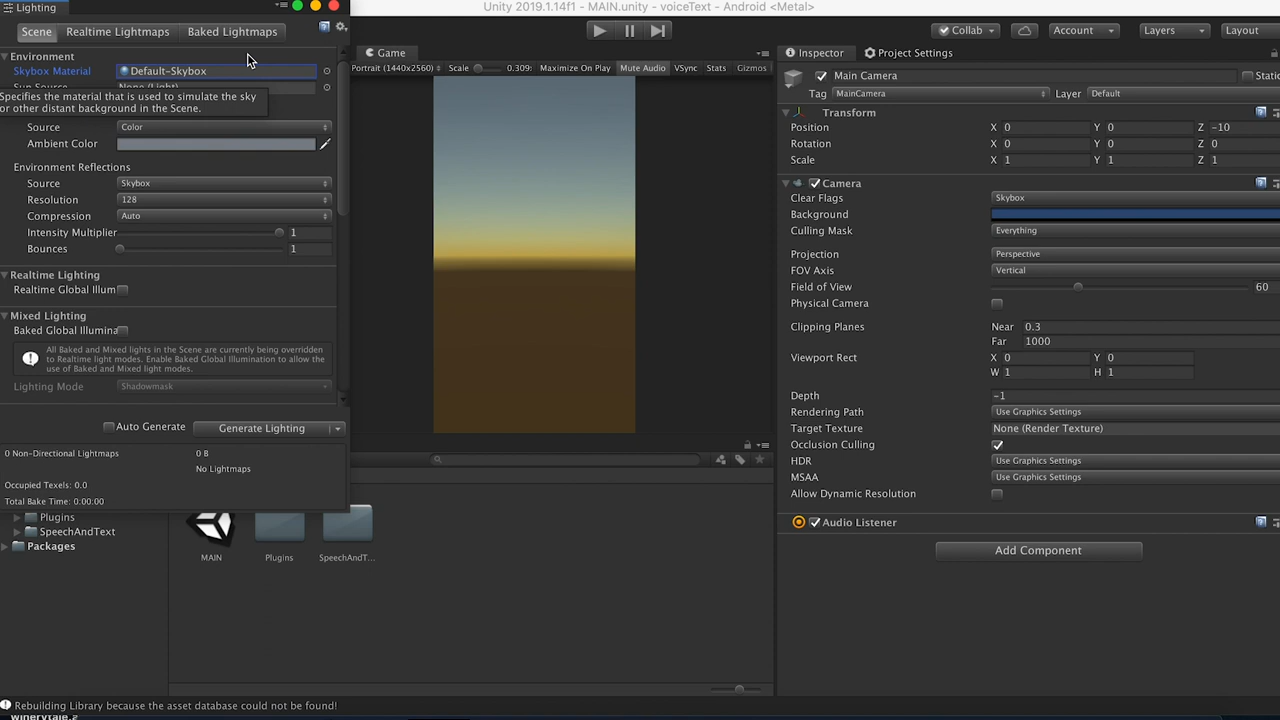 Lighting
Unity 2019.1.14f1 - MAIN.unity - voiceText - Android <Metal>
Scene Realtime Lightmaps Baked Lightmaps
Collab Account Layers Layout
Game
Inspector Project Settings
Portrait (1440x2560) Scale 0.309: Maximize On Play Mute Audio VSync Stats Gizmos
Environment
Skybox Material Default-Skybox
Sun Source None (Light)
Specifies the material that is used to simulate the sky
or other distant background in the Scene.
Source Color
Ambient Color
Environment Reflections
Source Skybox
Resolution 128
Compression Auto
Intensity Multiplier 1
Bounces 1
Realtime Lighting
Realtime Global Illum
Mixed Lighting
Baked Global Illumina
All Baked and Mixed lights in the Scene are currently being overridden
to Realtime light modes. Enable Baked Global Illumination to allow the
use of Baked and Mixed light modes.
Lighting Mode Shadowmask
Auto Generate Generate Lighting
0 Non-Directional Lightmaps 0 B
No Lightmaps
Occupied Texels: 0.0
Total Bake Time: 0:00:00
Plugins
SpeechAndText
Packages
MAIN Plugins SpeechAndT...
Main Camera Static
Tag MainCamera Layer Default
Transform
Position X 0 Y 0 Z -10
Rotation X 0 Y 0 Z 0
Scale X 1 Y 1 Z 1
Camera
Clear Flags Skybox
Background
Culling Mask Everything
Projection Perspective
FOV Axis Vertical
Field of View 60
Physical Camera
Clipping Planes Near 0.3
Far 1000
Viewport Rect X 0 Y 0
W 1 H 1
Depth -1
Rendering Path Use Graphics Settings
Target Texture None (Render Texture)
Occlusion Culling
HDR Use Graphics Settings
MSAA Use Graphics Settings
Allow Dynamic Resolution
Audio Listener
Add Component
Rebuilding Library because the asset database could not be found!